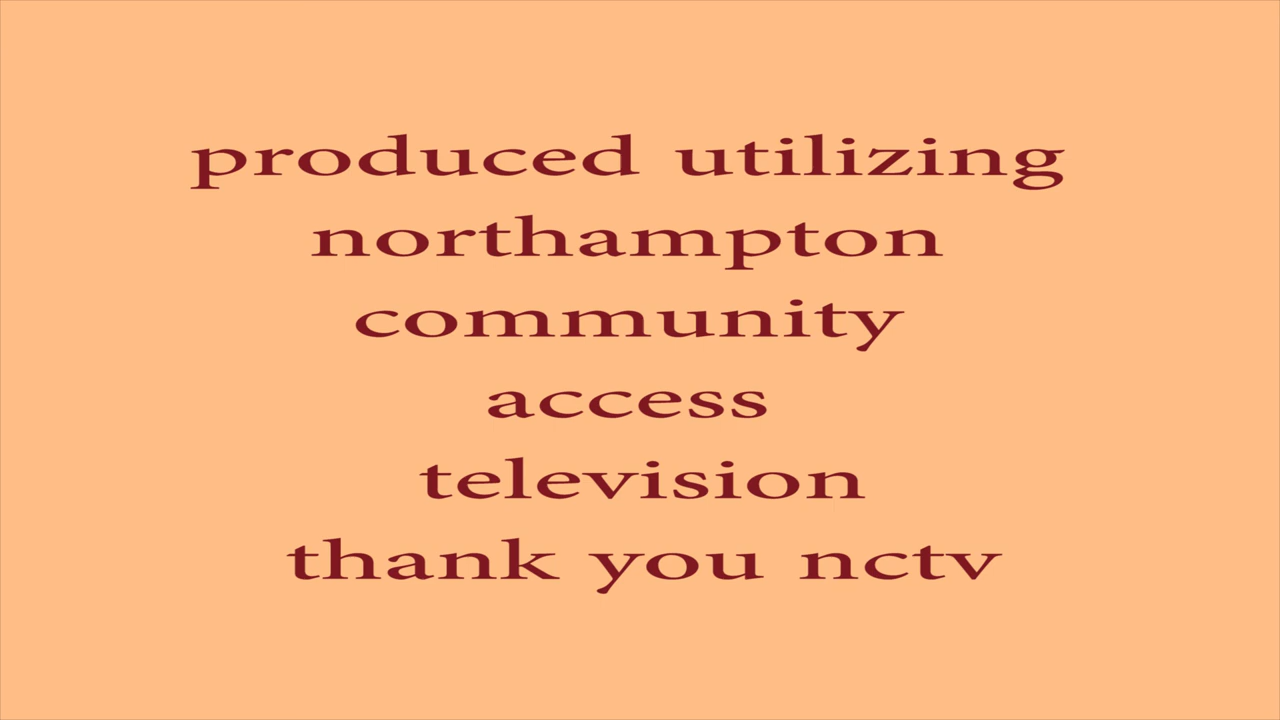 produced utilizing
northampton
community
access
television
thank you nctv